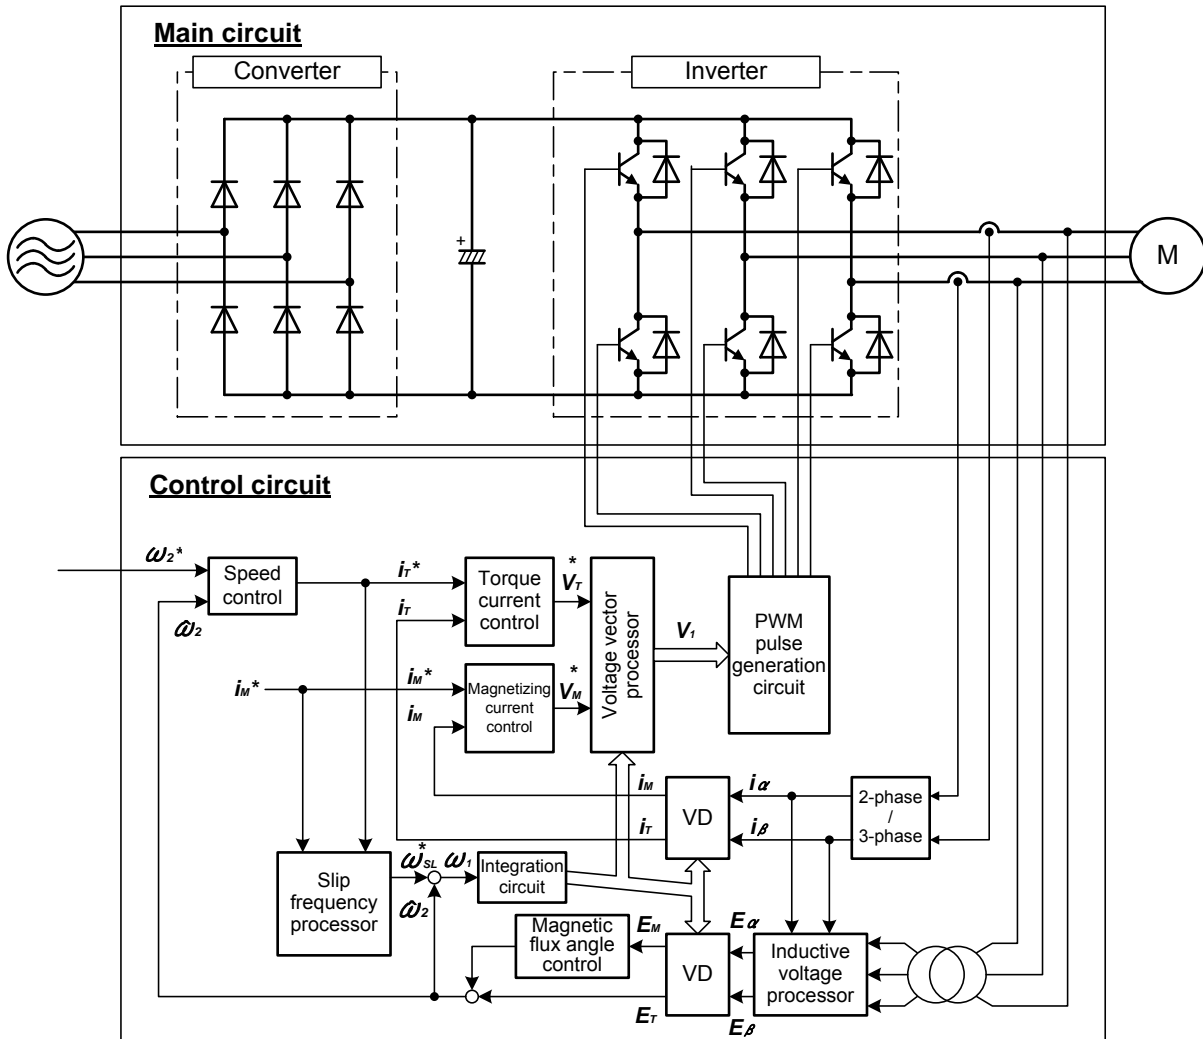 Main circuit
Converter
Inverter
+
M
Control circuit
ω2*
Speed
control
ω̂2
iT*
iT
Torque
current
control
*
VT
Voltage vector
processor
V1
PWM
pulse
generation
circuit
iM*
iM*
iM
Magnetizing
current
control
*
VM
iM
iT
VD
iα
iβ
2-phase
/
3-phase
Slip
frequency
processor
*
ωSL
ω1
ω̂2
Integration
circuit
Magnetic
flux angle
control
EM
ET
VD
Eα
Eβ
Inductive
voltage
processor